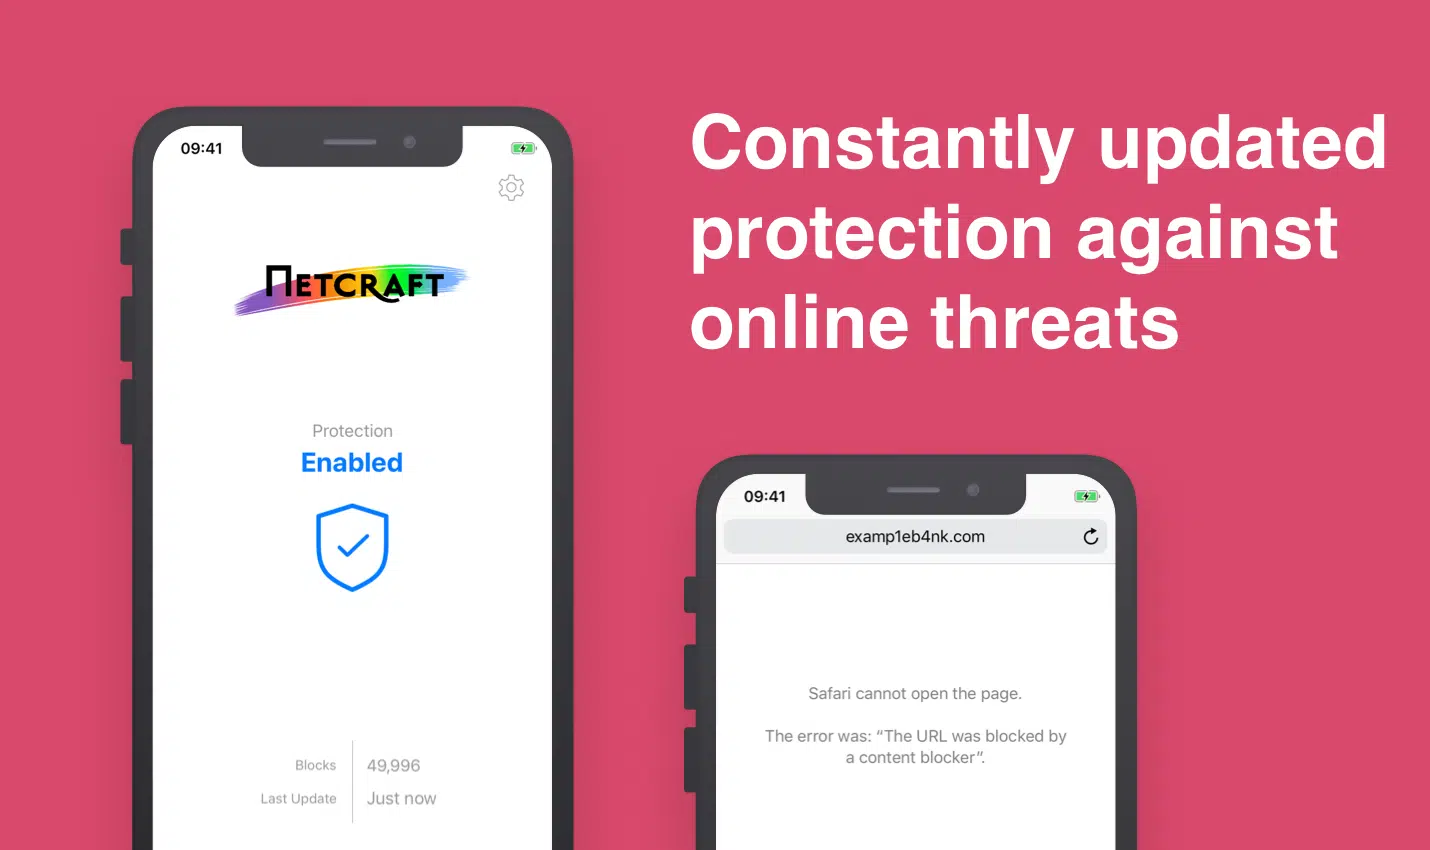 Constantly updated
protection against
online threats
09:41
NETCRAFT
Protection
Enabled
Blocks 49,996
Last Update Just now
09:41
examp1eb4nk.com
Safari cannot open the page.
The error was: “The URL was blocked by
a content blocker”.